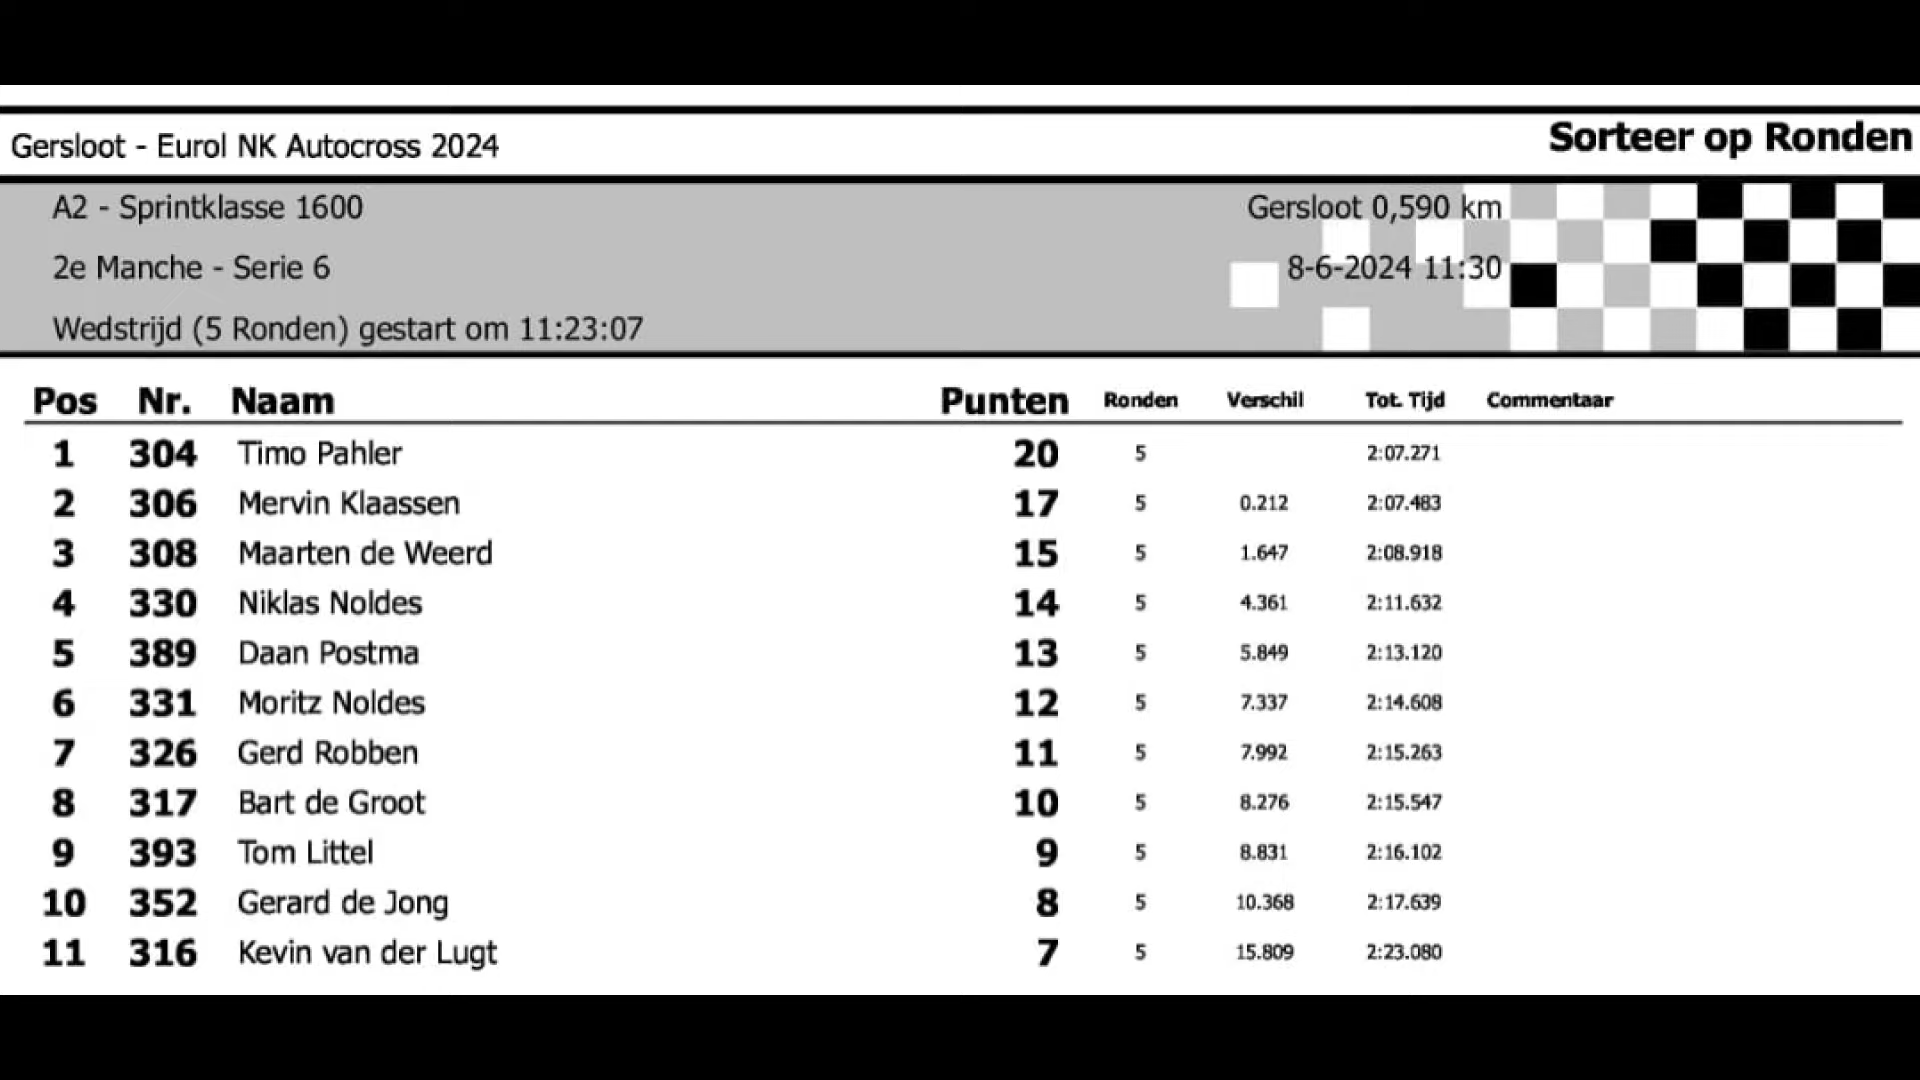 Gersloot - Eurol NK Autocross 2024 Sorteer op Ronden
A2 - Sprintklasse 1600 Gersloot 0,590 km
2e Manche - Serie 6 8-6-2024 11:30
Wedstrijd (5 Ronden) gestart om 11:23:07
Pos Nr. Naam Punten Ronden Verschil Tot. Tijd Commentaar
1 304 Timo Pahler 20 5 2:07.271
2 306 Mervin Klaassen 17 5 0.212 2:07.483
3 308 Maarten de Weerd 15 5 1.647 2:08.918
4 330 Niklas Noldes 14 5 4.361 2:11.632
5 389 Daan Postma 13 5 5.849 2:13.120
6 331 Moritz Noldes 12 5 7.337 2:14.608
7 326 Gerd Robben 11 5 7.992 2:15.263
8 317 Bart de Groot 10 5 8.276 2:15.547
9 393 Tom Littel 9 5 8.831 2:16.102
10 352 Gerard de Jong 8 5 10.368 2:17.639
11 316 Kevin van der Lugt 7 5 15.809 2:23.080